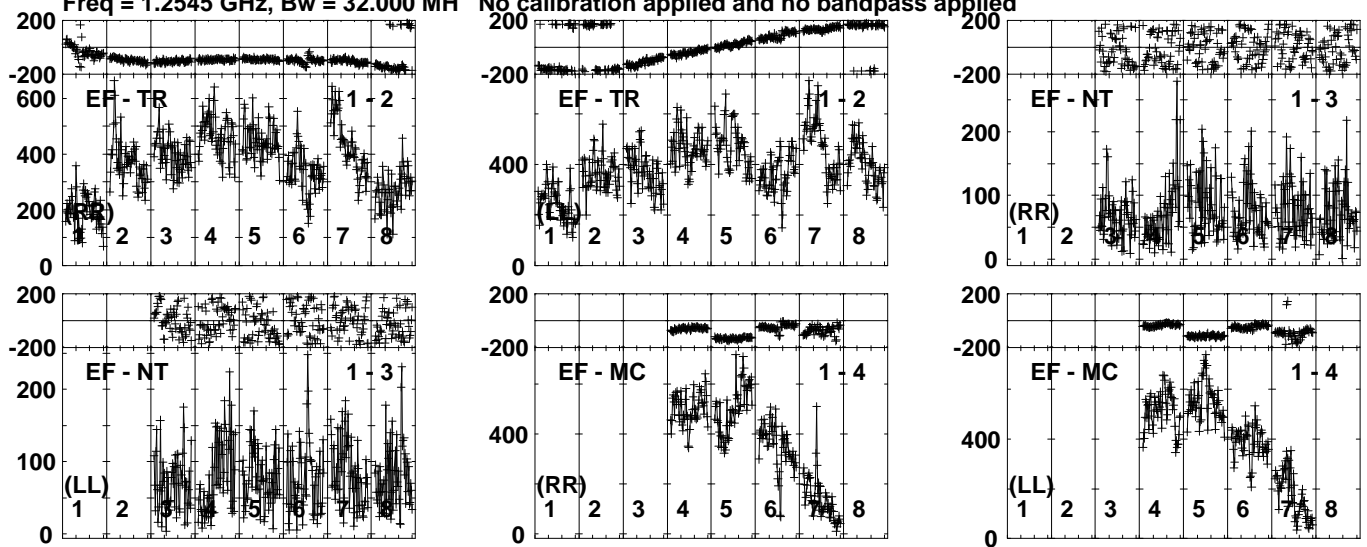 Freq = 1.2545 GHz, Bw = 32.000 MH No calibration applied and no bandpass applied
200
-200
600
400
200
0
EF - TR 1 - 2
(RR)
1 2 3 4 5 6 7 8
200
-200
400
0
EF - TR 1 - 2
(LL)
1 2 3 4 5 6 7 8
200
-200
200
100
0
EF - NT 1 - 3
(RR)
1 2 3 4 5 6 7 8
200
-200
200
100
0
EF - NT 1 - 3
(LL)
1 2 3 4 5 6 7 8
200
-200
400
0
EF - MC 1 - 4
(RR)
1 2 3 4 5 6 7 8
200
-200
400
0
EF - MC 1 - 4
(LL)
1 2 3 4 5 6 7 8